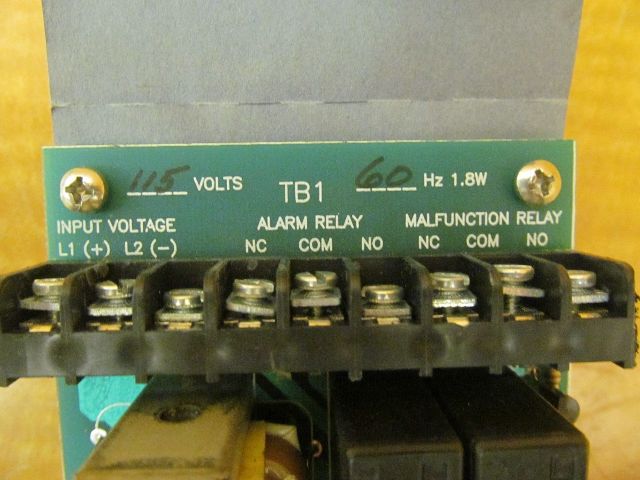 115 VOLTS TB1 60 Hz 1.8W
INPUT VOLTAGE ALARM RELAY MALFUNCTION RELAY
L1 (+) L2 (-) NC COM NO NC COM NO